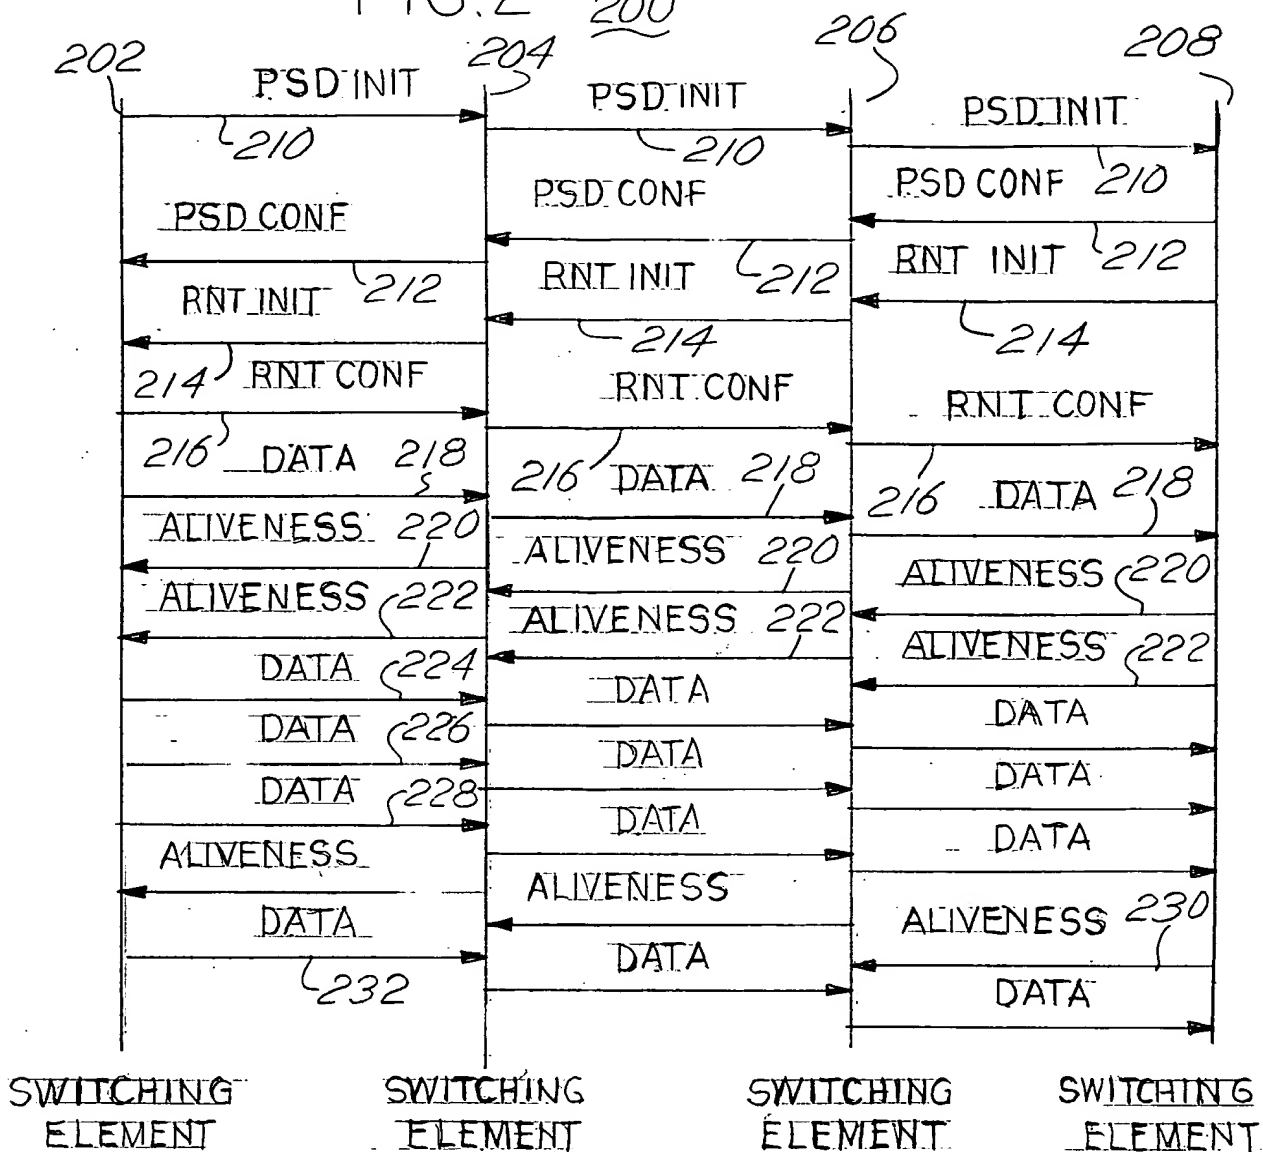 FIG. 2 200
202 204 206 208
PSD INIT PSD INIT PSD INIT
210 210 210
PSD CONF PSD CONF PSD CONF
212 212 212
RNT INIT RNT INIT RNT INIT
214 214 214
RNT CONF RNT CONF RNT CONF
216 216 216
DATA 218 DATA 218 DATA 218
ALIVENESS 220 ALIVENESS 220 ALIVENESS 220
ALIVENESS 222 ALIVENESS 222 ALIVENESS 222
DATA 224 DATA DATA
DATA 226 DATA DATA
DATA 228 DATA DATA
ALIVENESS ALIVENESS ALIVENESS 230
DATA DATA DATA
232
SWITCHING SWITCHING SWITCHING SWITCHING
ELEMENT ELEMENT ELEMENT ELEMENT